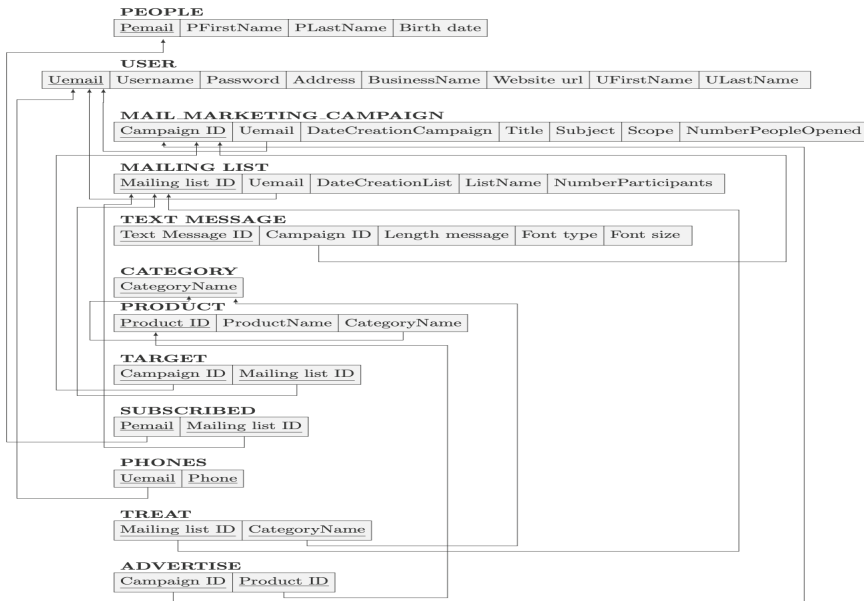 PEOPLE
Pemail PFirstName PLastName Birth date
USER
Uemail Username Password Address BusinessName Website url UFirstName ULastName
MAIL_MARKETING_CAMPAIGN
Campaign ID Uemail DateCreationCampaign Title Subject Scope NumberPeopleOpened
MAILING LIST
Mailing list ID Uemail DateCreationList ListName NumberParticipants
TEXT MESSAGE
Text Message ID Campaign ID Length message Font type Font size
CATEGORY
CategoryName
PRODUCT
Product ID ProductName CategoryName
TARGET
Campaign ID Mailing list ID
SUBSCRIBED
Pemail Mailing list ID
PHONES
Uemail Phone
TREAT
Mailing list ID CategoryName
ADVERTISE
Campaign ID Product ID